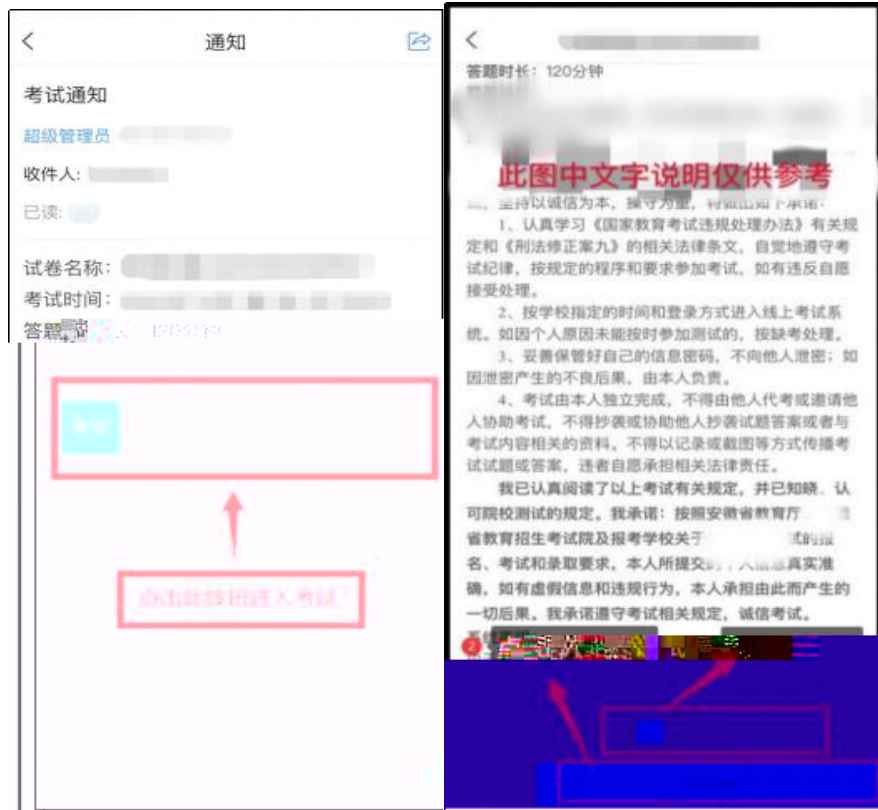 通知
考试通知
超级管理员
收件人:
已读:
试卷名称:
考试时间:
答题
120分钟
点击此按钮进入考试
答题时长: 120分钟
此图中文字说明仅供参考
坚持以诚信为本, 操守为重, 特做出如下承诺:
1、认真学习《国家教育考试违规处理办法》有关规
定和《刑法修正案九》的相关法律条文, 自觉地遵守考
试纪律, 按规定的程序和要求参加考试, 如有违反自愿
接受处理。
2、按学校指定的时间和登录方式进入线上考试系
统。如因个人原因未能按时参加测试的, 按缺考处理。
3、妥善保管好自己的信息密码, 不向他人泄密; 如
因泄密产生的不良后果, 由本人负责。
4、考试由本人独立完成, 不得由他人代考或邀请他
人协助考试, 不得抄袭或协助他人抄袭试题答案或者与
考试内容相关的资料, 不得以记录或截图等方式传播考
试试题或答案, 违者自愿承担相关法律责任。
我已认真阅读了以上考试有关规定, 并已知晓、认
可院校测试的规定。我承诺: 按照安徽省教育厅
省教育招生考试院及报考学校关于 试的报
名、考试和录取要求, 本人所提交的个人信息真实准
确, 如有虚假信息和违规行为, 本人承担由此而产生的
一切后果。我承诺遵守考试相关规定, 诚信考试。
2